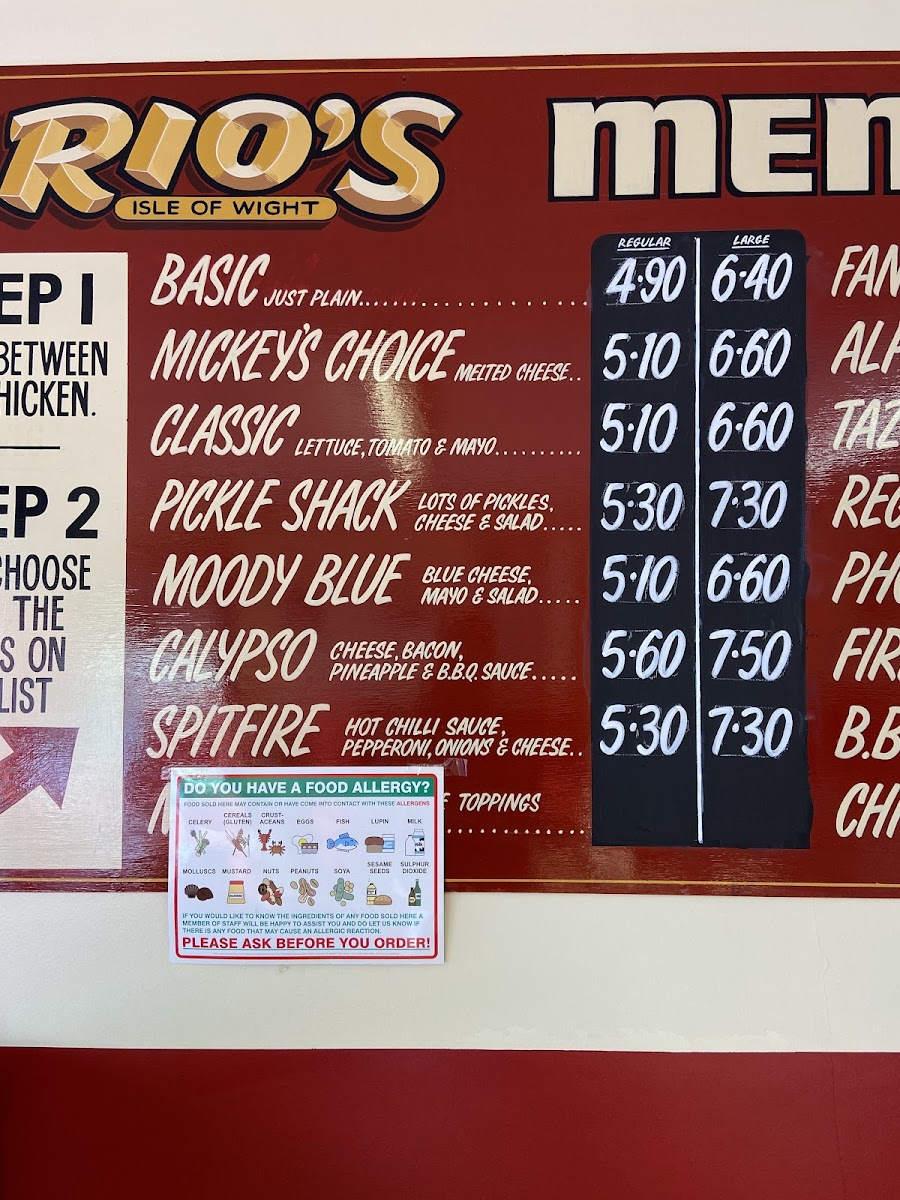 RIO'S MEN
ISLE OF WIGHT
EP 1
BETWEEN
HICKEN.
EP 2
CHOOSE
THE
S ON
LIST
REGULAR LARGE
BASIC JUST PLAIN 4.90 6.40
MICKEY'S CHOICE MELTED CHEESE 5.10 6.60
CLASSIC LETTUCE, TOMATO & MAYO 5.10 6.60
PICKLE SHACK LOTS OF PICKLES,
CHEESE & SALAD 5.30 7.30
MOODY BLUE BLUE CHEESE,
MAYO & SALAD 5.10 6.60
CALYPSO CHEESE, BACON,
PINEAPPLE & B.B.Q. SAUCE 5.60 7.50
SPITFIRE HOT CHILLI SAUCE,
PEPPERONI, ONIONS & CHEESE 5.30 7.30
TOPPINGS
FAN
ALA
TAZ
REG
PHO
FIR
B.B
CHI
DO YOU HAVE A FOOD ALLERGY?
FOOD SOLD HERE MAY CONTAIN OR HAVE COME INTO CONTACT WITH THESE ALLERGENS
CELERY CEREALS (GLUTEN) CRUST-ACEANS EGGS FISH LUPIN MILK
MOLLUSCS MUSTARD NUTS PEANUTS SOYA SESAME SEEDS SULPHUR DIOXIDE
IF YOU WOULD LIKE TO KNOW THE INGREDIENTS OF ANY FOOD SOLD HERE A
MEMBER OF STAFF WILL BE HAPPY TO ASSIST YOU AND DO LET US KNOW IF
THERE IS ANY FOOD THAT MAY CAUSE AN ALLERGIC REACTION.
PLEASE ASK BEFORE YOU ORDER!